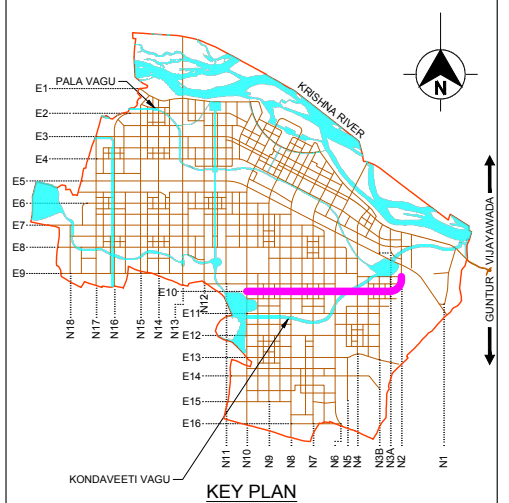 N
KRISHNA RIVER
PALA VAGU
E1
E2
E3
E4
E5
E6
E7
E8
E9
E10
E11
E12
E13
E14
E15
E16
N18
N17
N16
N15
N14
N13
N12
N11
N10
N9
N8
N7
N6
N5
N4
N3B
N3A
N2
N1
GUNTUR
VIJAYAWADA
KONDAVEETI VAGU
KEY PLAN